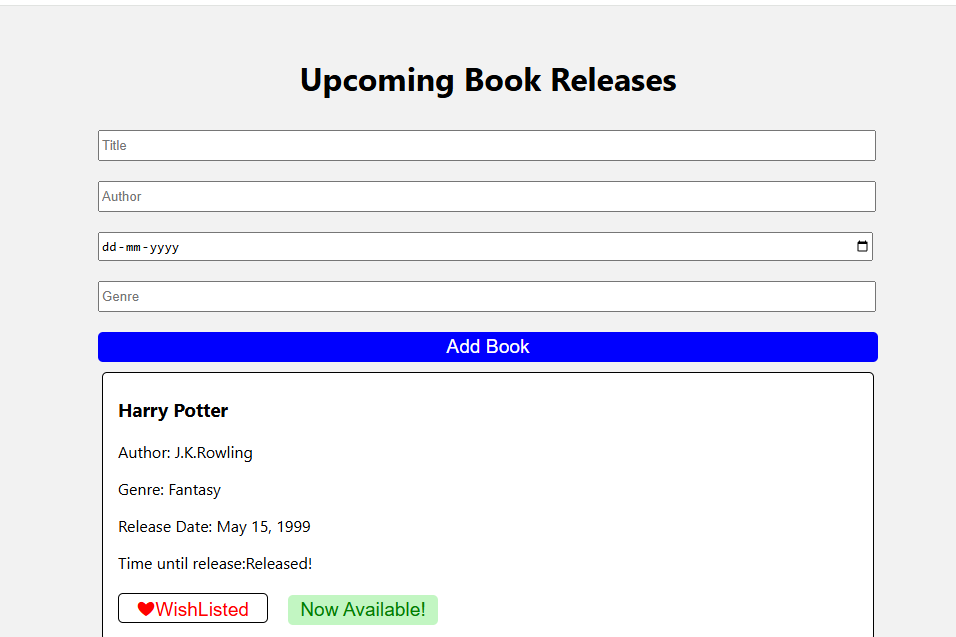 Upcoming Book Releases
Title
Author
dd-mm-yyyy
Genre
Add Book
Harry Potter
Author: J.K.Rowling
Genre: Fantasy
Release Date: May 15, 1999
Time until release:Released!
❤WishListed Now Available!